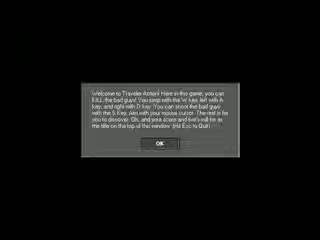 Welcome to Traveler Action! Here in this game, you can
KILL the bad guys! You jump with the W Key, left with A
key, and right with D key. You can shoot the bad guys
with the S Key. Aim with your mouse cursor. The rest is for
you to discover. Oh, and your score and live's will be as
the title on the top of this window. (Hit Esc to Quit)
OK